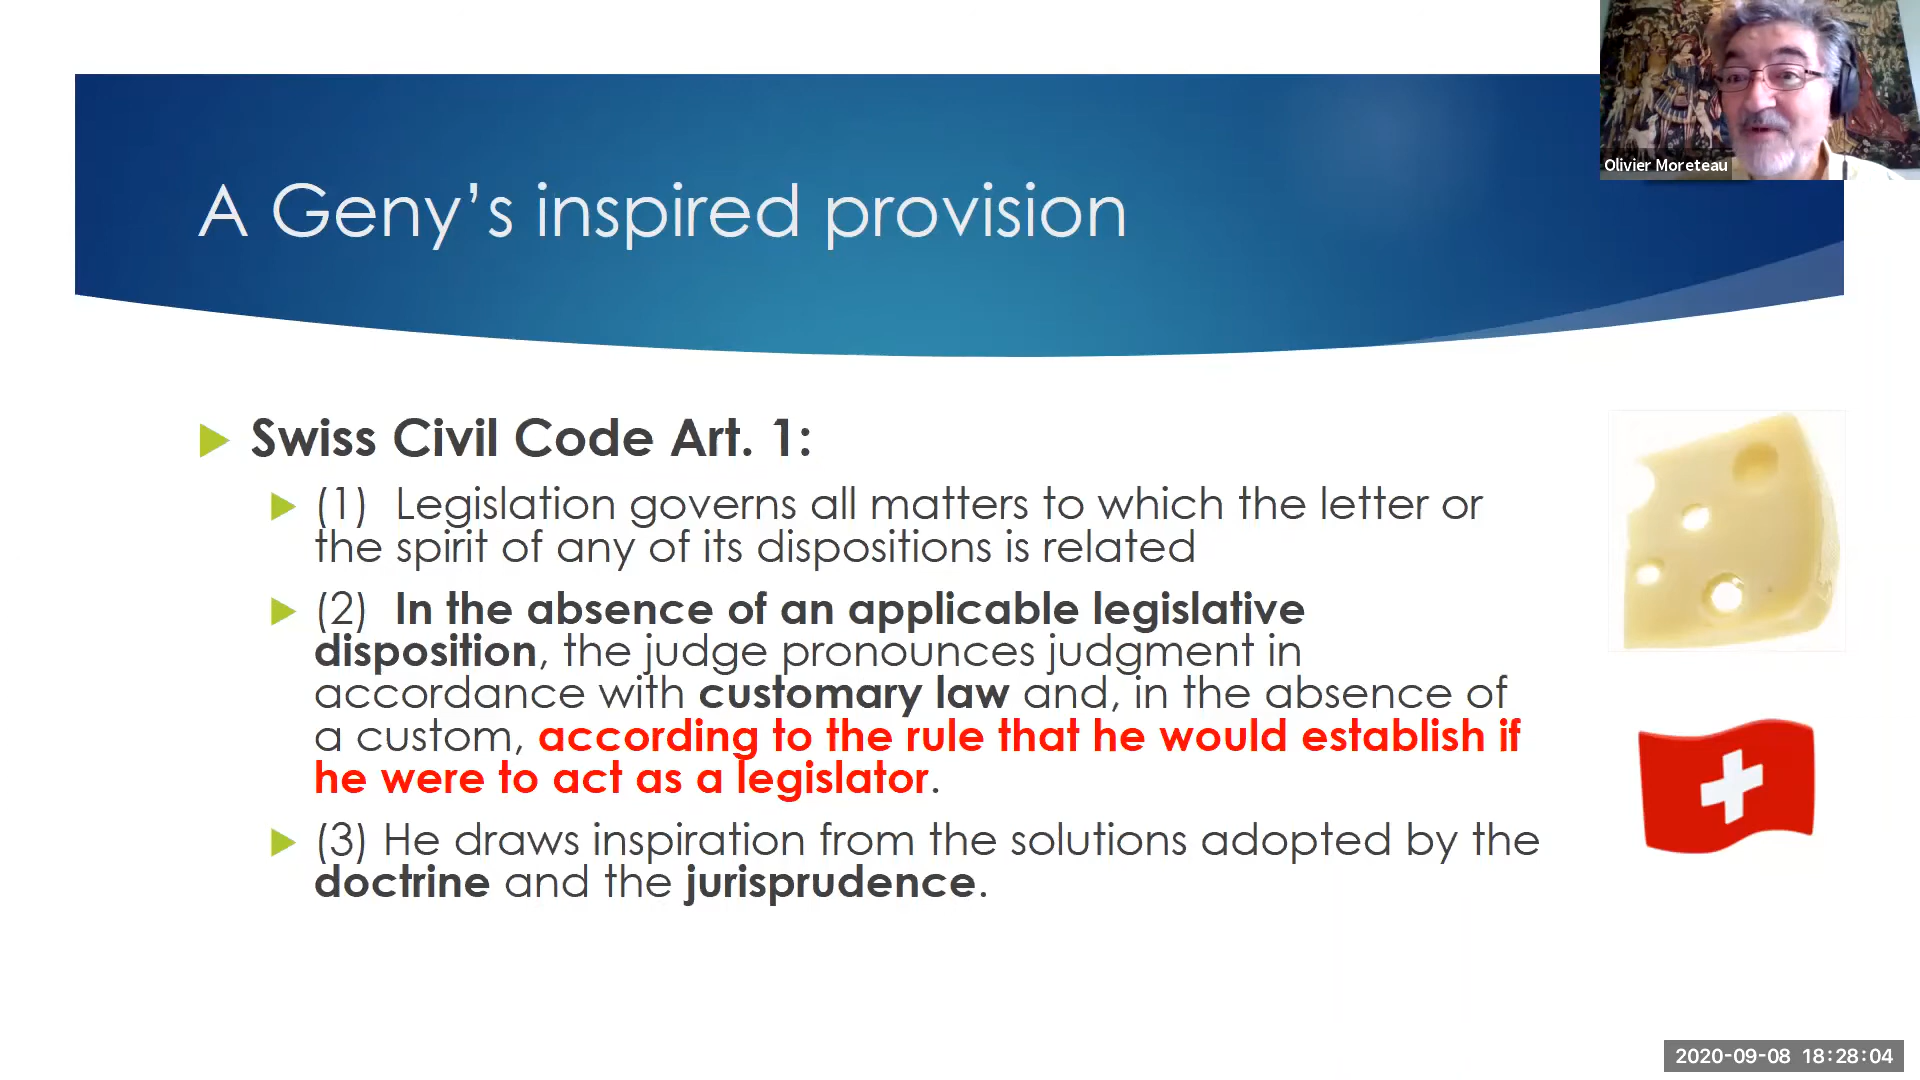 Olivier Moreteau
A Geny’s inspired provision
Swiss Civil Code Art. 1:
(1) Legislation governs all matters to which the letter or
the spirit of any of its dispositions is related
(2) In the absence of an applicable legislative
disposition, the judge pronounces judgment in
accordance with customary law and, in the absence of
a custom, according to the rule that he would establish if
he were to act as a legislator.
(3) He draws inspiration from the solutions adopted by the
doctrine and the jurisprudence.
2020-09-08 18:28:04